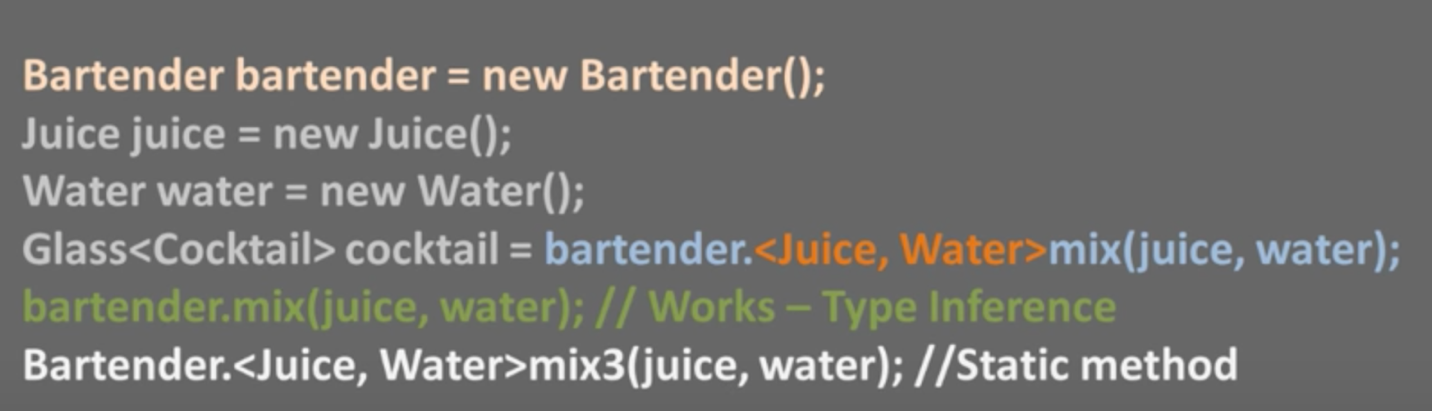 Bartender bartender = new Bartender();
Juice juice = new Juice();
Water water = new Water();
Glass<Cocktail> cocktail = bartender.<Juice, Water>mix(juice, water);
bartender.mix(juice, water); // Works – Type Inference
Bartender.<Juice, Water>mix3(juice, water); //Static method